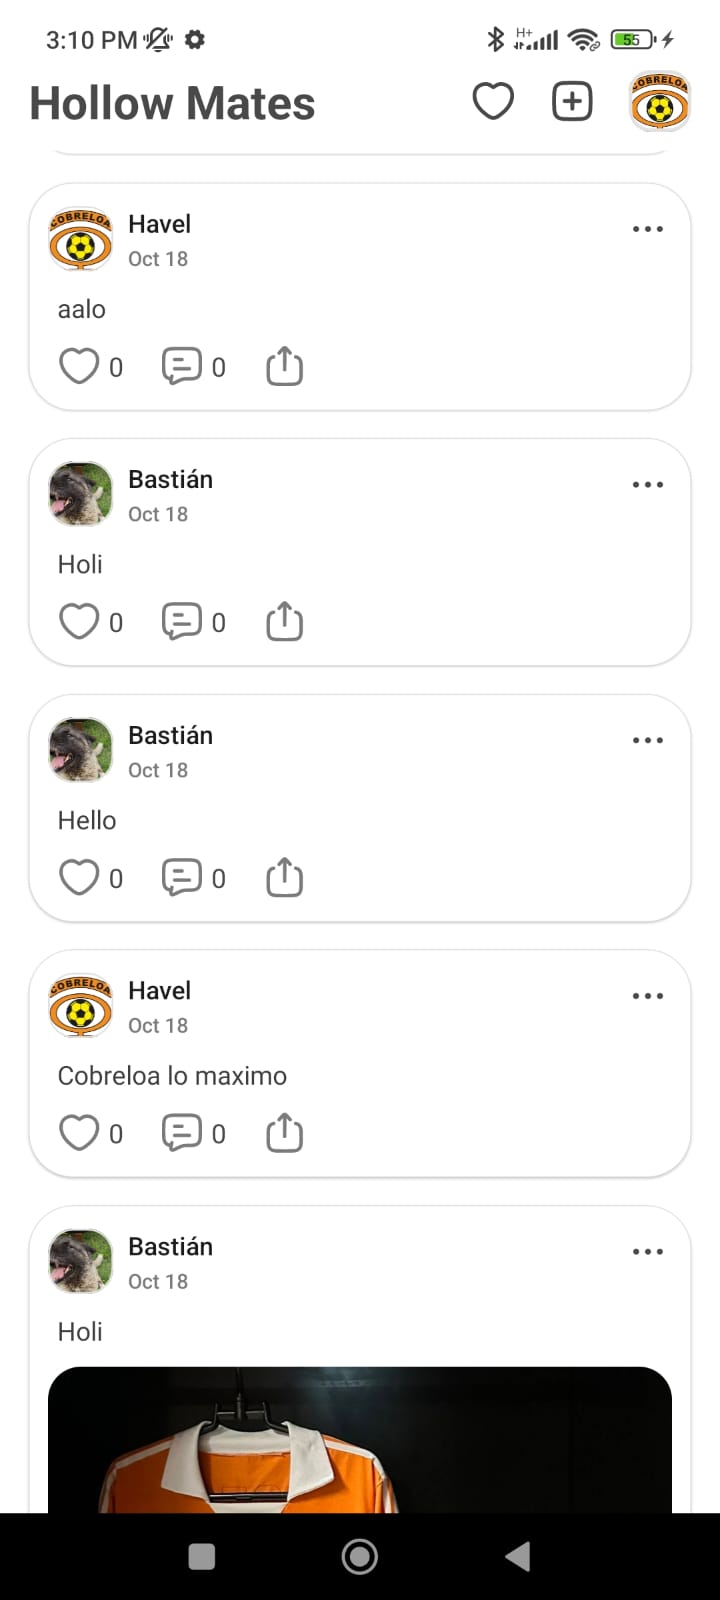 3:10 PM
H+
55
Hollow Mates
COBRELOA
COBRELOA
Havel
Oct 18
aalo
0 0
Bastián
Oct 18
Holi
0 0
Bastián
Oct 18
Hello
0 0
COBRELOA
Havel
Oct 18
Cobreloa lo maximo
0 0
Bastián
Oct 18
Holi